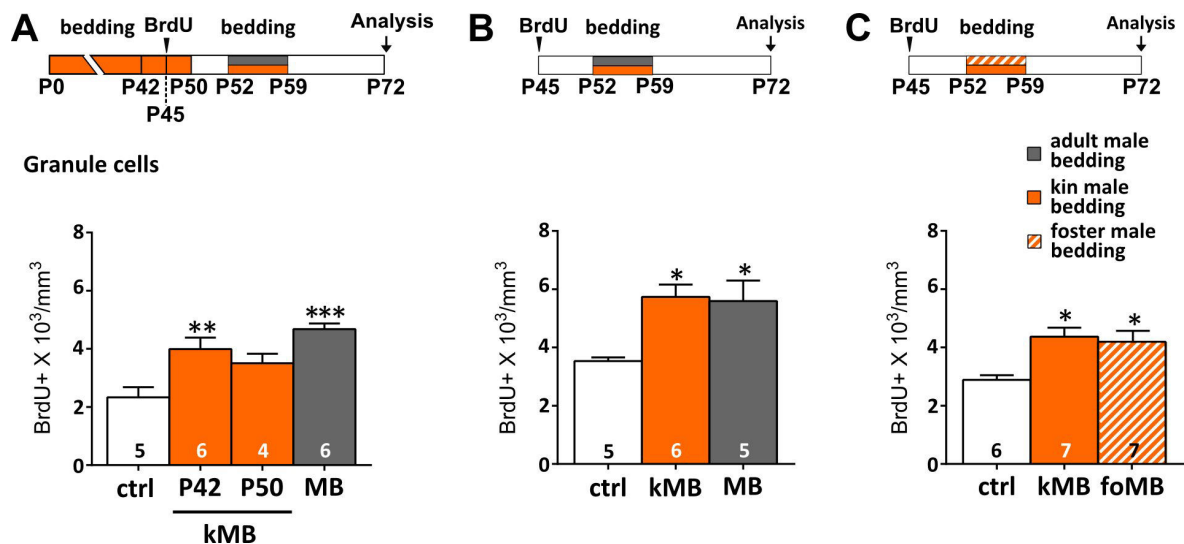 A
bedding BrdU bedding Analysis
P0 P42 P50 P52 P59 P72
P45
B
BrdU bedding Analysis
P45 P52 P59 P72
C
BrdU bedding Analysis
P45 P52 P59 P72
Granule cells
adult male
bedding
kin male
bedding
foster male
bedding
BrdU+ X 10³/mm³
8
6
4
2
0
** ***
5 6 4 6
ctrl P42 P50 MB
kMB
BrdU+ X 10³/mm³
8
6
4
2
0
* *
5 6 5
ctrl kMB MB
BrdU+ X 10³/mm³
8
6
4
2
0
* *
6 7 7
ctrl kMB foMB